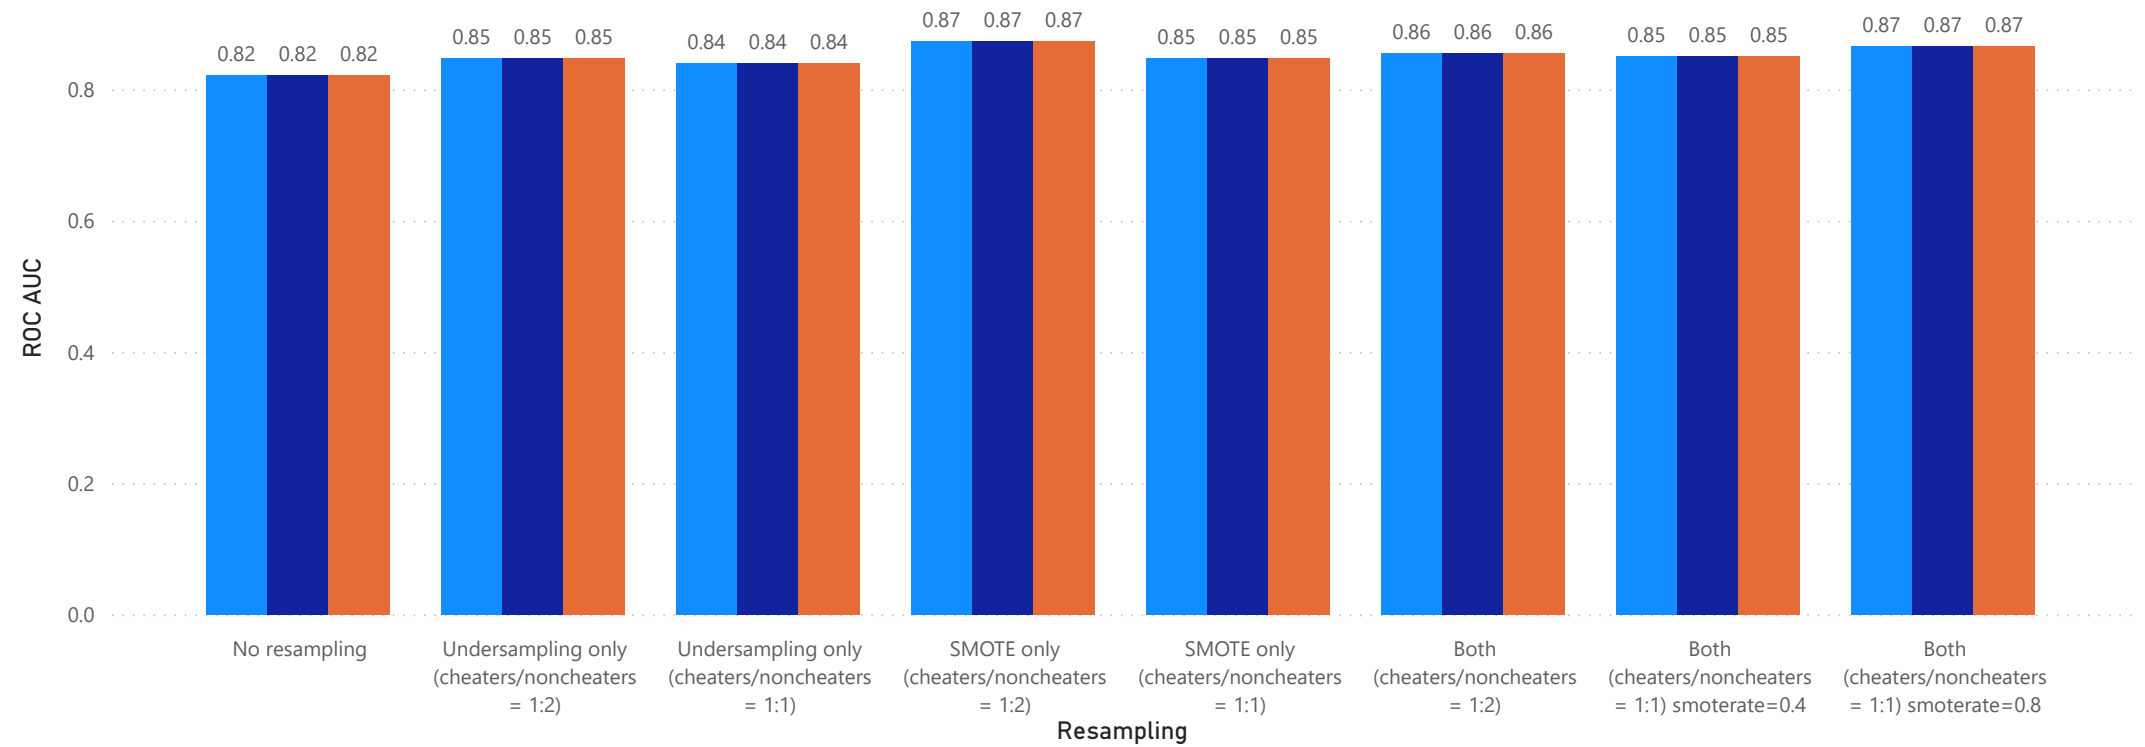 0.82 0.82 0.82
0.85 0.85 0.85
0.84 0.84 0.84
0.87 0.87 0.87
0.85 0.85 0.85
0.86 0.86 0.86
0.85 0.85 0.85
0.87 0.87 0.87
ROC AUC
0.8
0.6
0.4
0.2
0.0
No resampling
Undersampling only
(cheaters/noncheaters
= 1:2)
Undersampling only
(cheaters/noncheaters
= 1:1)
SMOTE only
(cheaters/noncheaters
= 1:2)
SMOTE only
(cheaters/noncheaters
= 1:1)
Both
(cheaters/noncheaters
= 1:2)
Both
(cheaters/noncheaters
= 1:1) smoterate=0.4
Both
(cheaters/noncheaters
= 1:1) smoterate=0.8
Resampling